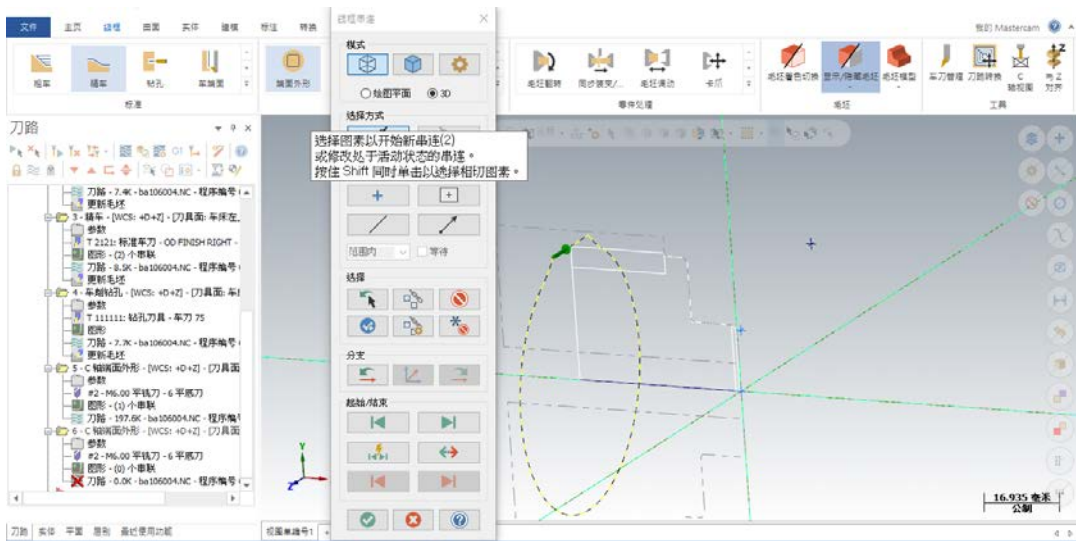 文件 主页 线框 曲面 实体 建模 标注 转换
我的 Mastercam
线框串连
模式
绘图平面 3D
选择方式
选择图素以开始新串连(2)
或修改处于活动状态的串连。
按住 Shift 同时单击以选择相切图素。
范围内 等待
选择
分支
起始/结束
粗车 精车 钻孔 车端面 端面外形
标准
毛坯翻转 同步装夹/... 毛坯调动 卡爪
零件处理
毛坯着色切换 显示/隐藏毛坯 毛坯模型
毛坯
车刀管理 刀路转换 C 轴视图 与 Z 对齐
工具
刀路
刀路 - 7.4K - ba106004.NC - 程序编号
更新毛坯
3 - 精车 - [WCS: +D+Z] - [刀具面: 车床左_
参数
T 2121: 标准车刀 - OD FINISH RIGHT -
图形 - (2) 个串联
刀路 - 8.5K - ba106004.NC - 程序编号
更新毛坯
4 - 车削钻孔 - [WCS: +D+Z] - [刀具面: 车
参数
T 111111: 钻孔刀具 - 车刀 75
图形
刀路 - 7.7K - ba106004.NC - 程序编号
更新毛坯
5 - C 轴端面外形 - [WCS: +D+Z] - [刀具面
参数
#2 - M6.00 平铣刀 - 6 平底刀
图形 - (1) 个串联
刀路 - 197.6K - ba106004.NC - 程序编
6 - C 轴端面外形 - [WCS: +D+Z] - [刀具面
参数
#2 - M6.00 平铣刀 - 6 平底刀
图形 - (0) 个串联
刀路 - 0.0K - ba106004.NC - 程序编号
Y
Z
16.935 毫米
公制
刀路 实体 平面 层别 最近使用功能
视图单编号1 +